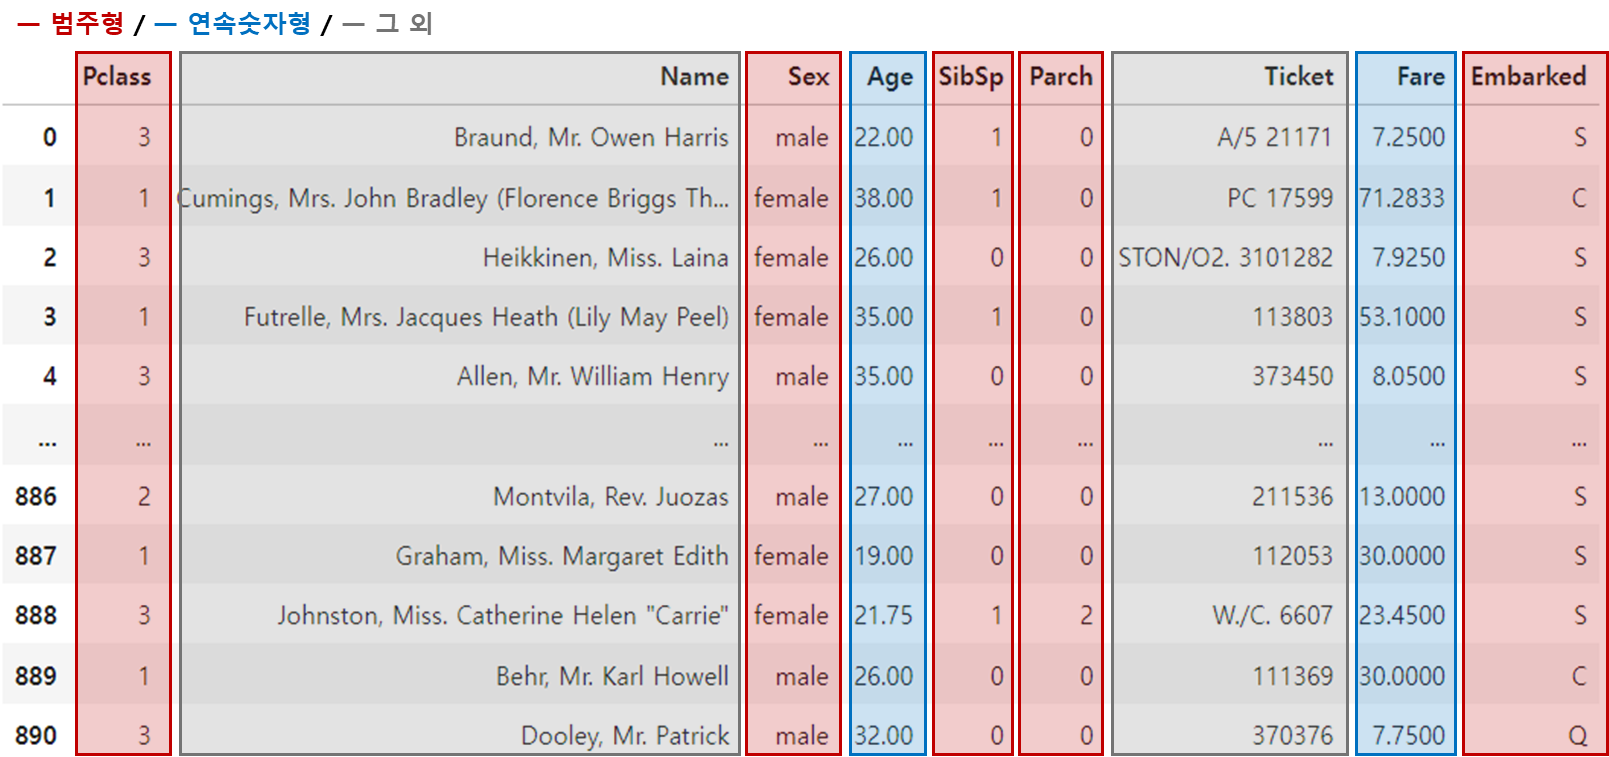 ㅡ 범주형 / ㅡ 연속숫자형 / ㅡ 그 외
Pclass Name Sex Age SibSp Parch Ticket Fare Embarked
0 3 Braund, Mr. Owen Harris male 22.00 1 0 A/5 21171 7.2500 S
1 1 Cumings, Mrs. John Bradley (Florence Briggs Th... female 38.00 1 0 PC 17599 71.2833 C
2 3 Heikkinen, Miss. Laina female 26.00 0 0 STON/O2. 3101282 7.9250 S
3 1 Futrelle, Mrs. Jacques Heath (Lily May Peel) female 35.00 1 0 113803 53.1000 S
4 3 Allen, Mr. William Henry male 35.00 0 0 373450 8.0500 S
... ... ... ... ... ... ... ... ... ...
886 2 Montvila, Rev. Juozas male 27.00 0 0 211536 13.0000 S
887 1 Graham, Miss. Margaret Edith female 19.00 0 0 112053 30.0000 S
888 3 Johnston, Miss. Catherine Helen "Carrie" female 21.75 1 2 W./C. 6607 23.4500 S
889 1 Behr, Mr. Karl Howell male 26.00 0 0 111369 30.0000 C
890 3 Dooley, Mr. Patrick male 32.00 0 0 370376 7.7500 Q